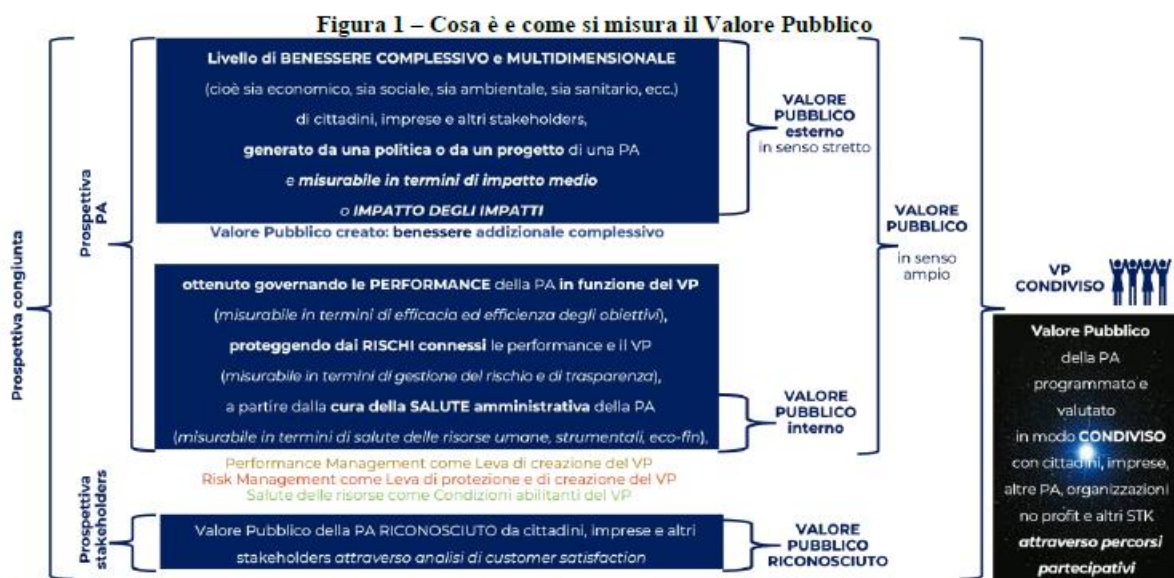 Figura 1 – Cosa è e come si misura il Valore Pubblico
Prospettiva congiunta
Prospettiva
PA
Livello di BENESSERE COMPLESSIVO e MULTIDIMENSIONALE
(cioè sia economico, sia sociale, sia ambientale, sia sanitario, ecc.)
di cittadini, imprese e altri stakeholders,
generato da una politica o da un progetto di una PA
e misurabile in termini di impatto medio
o IMPATTO DEGLI IMPATTI
Valore Pubblico creato: benessere addizionale complessivo
VALORE
PUBBLICO
esterno
in senso stretto
ottenuto governando le PERFORMANCE della PA in funzione del VP
(misurabile in termini di efficacia ed efficienza degli obiettivi),
proteggendo dai RISCHI connessi le performance e il VP
(misurabile in termini di gestione del rischio e di trasparenza),
a partire dalla cura della SALUTE amministrativa della PA
(misurabile in termini di salute delle risorse umane, strumentali, eco-fin),
VALORE
PUBBLICO
interno
VALORE
PUBBLICO
in senso
ampio
Performance Management come Leva di creazione del VP
Risk Management come Leva di protezione e di creazione del VP
Salute delle risorse come Condizioni abilitanti del VP
Prospettiva
stakeholders
Valore Pubblico della PA RICONOSCIUTO da cittadini, imprese e altri
stakeholders attraverso analisi di customer satisfaction
VALORE
PUBBLICO
RICONOSCIUTO
VP
CONDIVISO
Valore Pubblico
della PA
programmato e
valutato
in modo CONDIVISO
con cittadini, imprese,
altre PA, organizzazioni
no profit e altri STK
attraverso percorsi
partecipativi